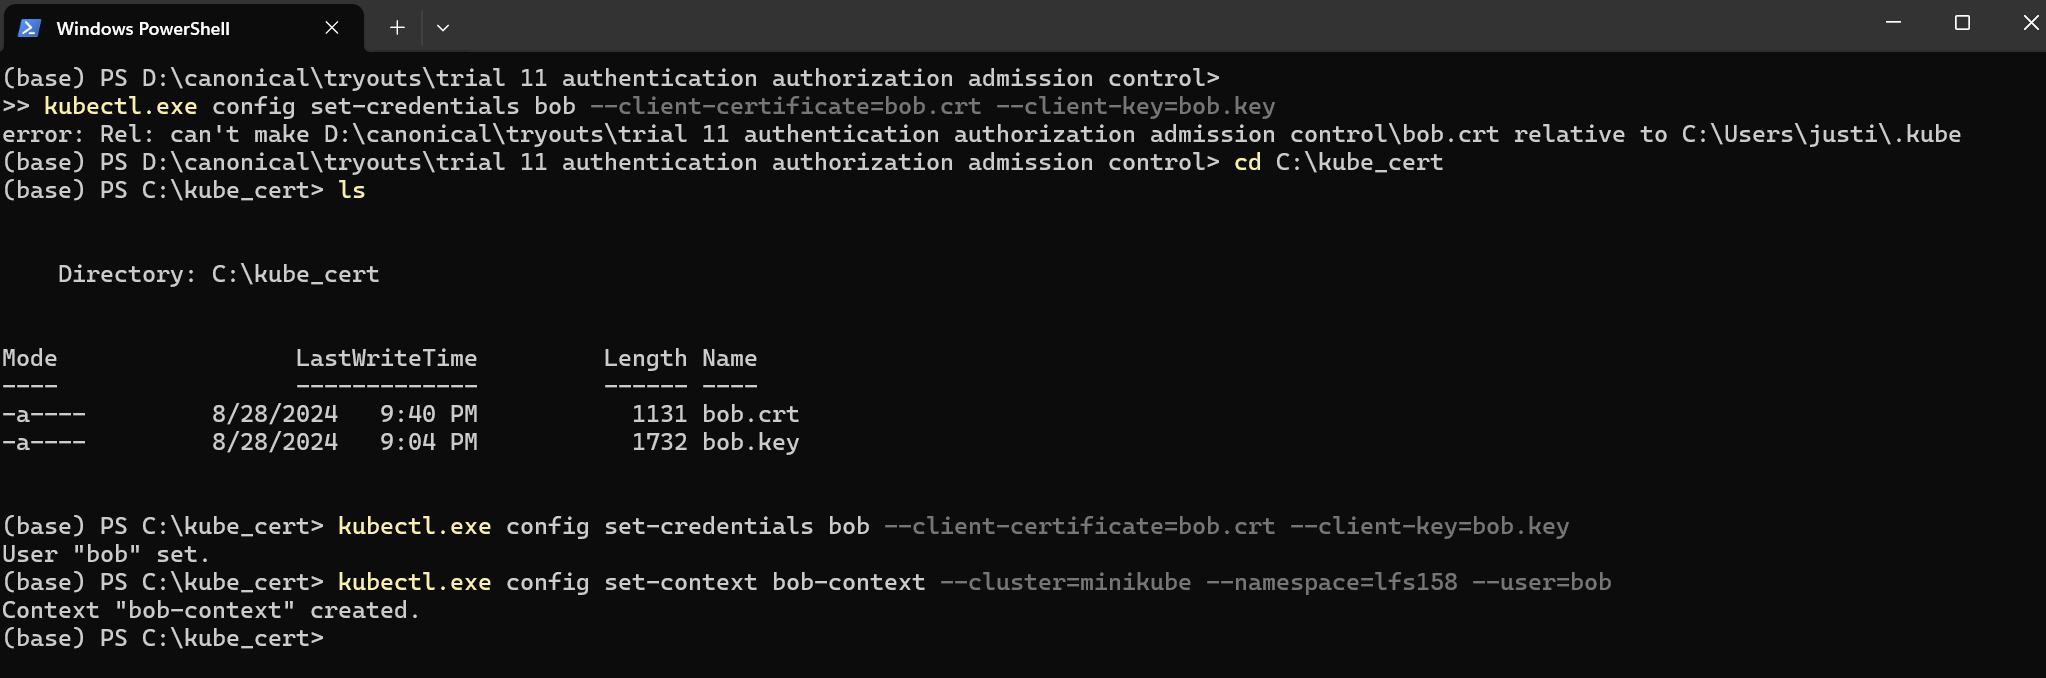 Windows PowerShell
(base) PS D:\canonical\tryouts\trial 11 authentication authorization admission control>
>> kubectl.exe config set-credentials bob --client-certificate=bob.crt --client-key=bob.key
error: Rel: can't make D:\canonical\tryouts\trial 11 authentication authorization admission control\bob.crt relative to C:\Users\justi\.kube
(base) PS D:\canonical\tryouts\trial 11 authentication authorization admission control> cd C:\kube_cert
(base) PS C:\kube_cert> ls
    Directory: C:\kube_cert
Mode                 LastWriteTime         Length Name
----                 -------------         ------ ----
-a----         8/28/2024   9:40 PM           1131 bob.crt
-a----         8/28/2024   9:04 PM           1732 bob.key
(base) PS C:\kube_cert> kubectl.exe config set-credentials bob --client-certificate=bob.crt --client-key=bob.key
User "bob" set.
(base) PS C:\kube_cert> kubectl.exe config set-context bob-context --cluster=minikube --namespace=lfs158 --user=bob
Context "bob-context" created.
(base) PS C:\kube_cert>